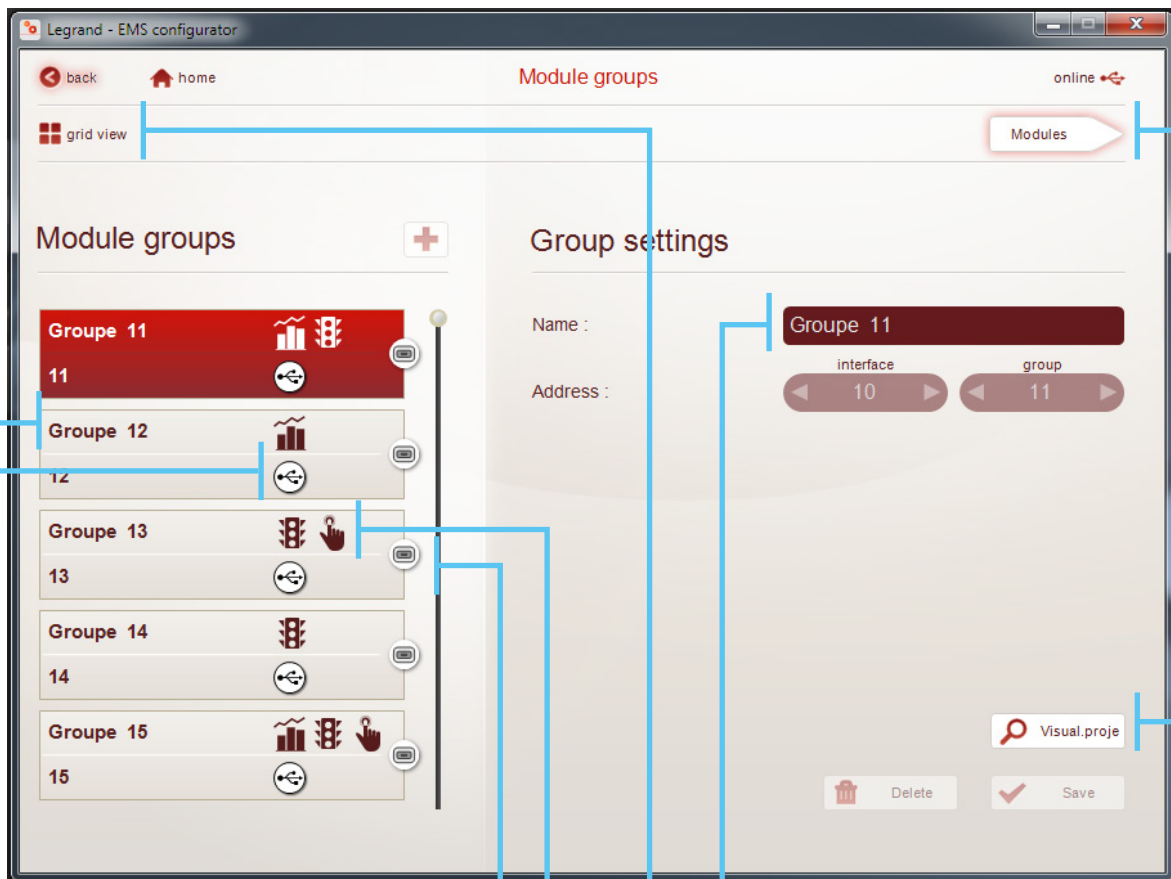 Legrand - EMS configurator
back
home
Module groups
online
grid view
Modules
Module groups
Group settings
Groupe 11
11
Groupe 12
12
Groupe 13
13
Groupe 14
14
Groupe 15
15
Name :
Groupe 11
interface
group
Address :
10
11
Visual.proje
Delete
Save